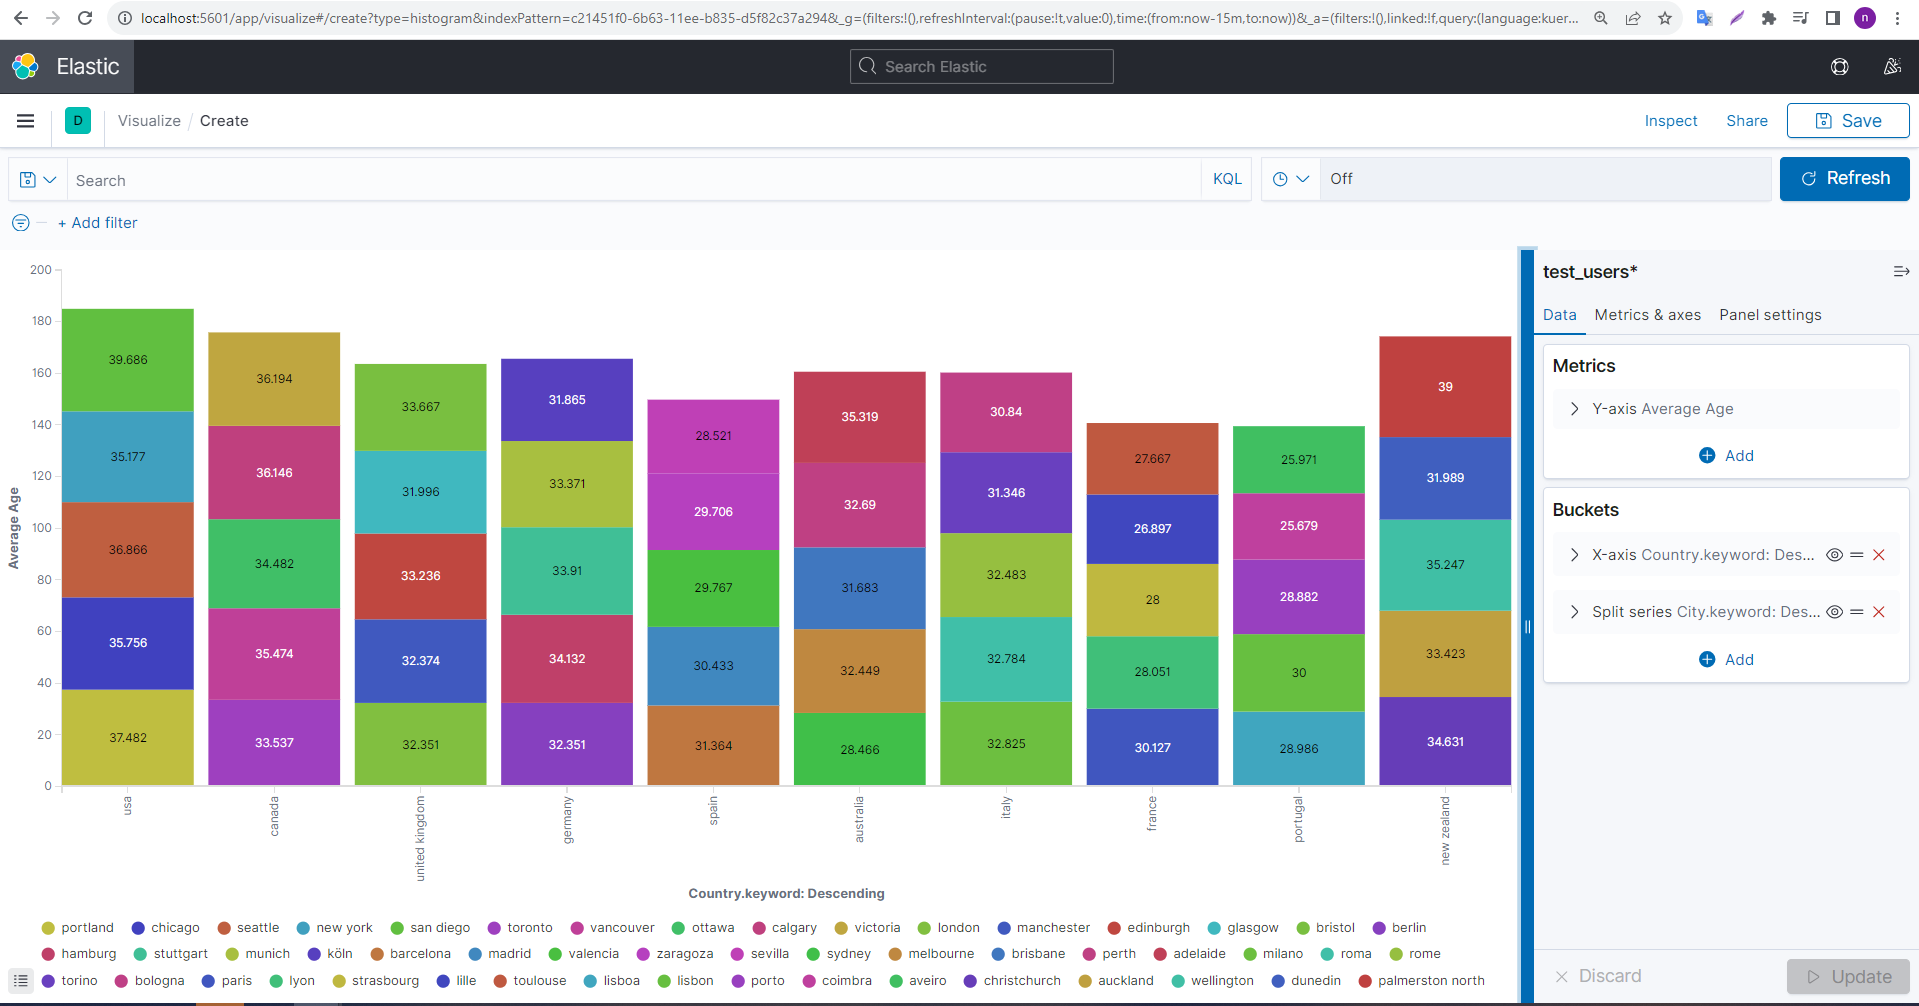 localhost:5601/app/visualize#/create?type=histogram&indexPattern=c21451f0-6b63-11ee-b835-d5f82c37a294&_g=(filters:!(),refreshInterval:(pause:!t,value:0),time:(from:now-15m,to:now))&_a=(filters:!(),linked:!f,query:(language:kuer...
n
Elastic
Search Elastic
D
Visualize / Create
Inspect
Share
Save
Search
KQL
Off
Refresh
+ Add filter
200
180
160
140
120
100
80
60
40
20
0
Average Age
39.686
35.177
36.866
35.756
37.482
36.194
36.146
34.482
35.474
33.537
33.667
31.996
33.236
32.374
32.351
31.865
33.371
33.91
34.132
32.351
28.521
29.706
29.767
30.433
31.364
35.319
32.69
31.683
32.449
28.466
30.84
31.346
32.483
32.784
32.825
27.667
26.897
28
28.051
30.127
25.971
25.679
28.882
30
28.986
39
31.989
35.247
33.423
34.631
usa
canada
united kingdom
germany
spain
australia
italy
france
portugal
new zealand
Country.keyword: Descending
portland chicago seattle new york san diego toronto vancouver ottawa calgary victoria london manchester edinburgh glasgow bristol berlin
hamburg stuttgart munich köln barcelona madrid valencia zaragoza sevilla sydney melbourne brisbane perth adelaide milano roma rome
torino bologna paris lyon strasbourg lille toulouse lisboa lisbon porto coimbra aveiro christchurch auckland wellington dunedin palmerston north
test_users*
Data Metrics & axes Panel settings
Metrics
Y-axis Average Age
Add
Buckets
X-axis Country.keyword: Des...
Split series City.keyword: Des...
Add
Discard
Update